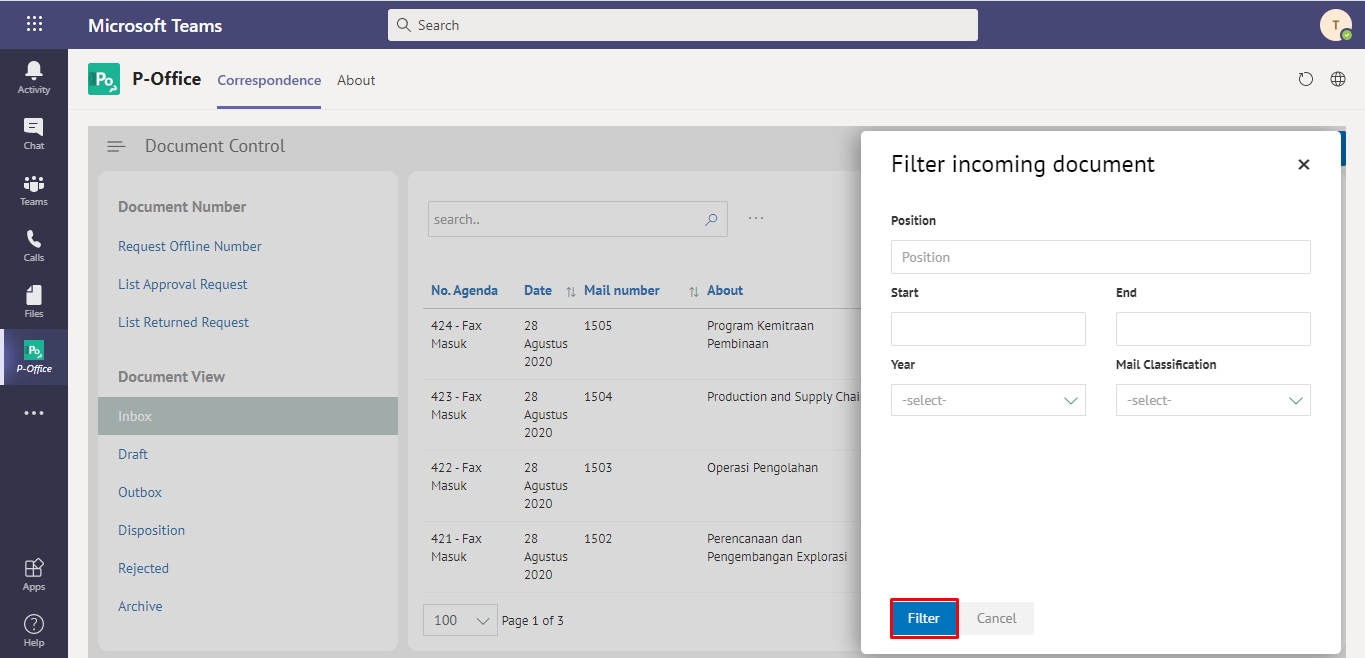 Microsoft Teams
Search
T
Activity
Chat
Teams
Calls
Files
Po
P-Office
Apps
Help
Po
P-Office
Correspondence
About
Document Control
Document Number
Request Offline Number
List Approval Request
List Returned Request
Document View
Inbox
Draft
Outbox
Disposition
Rejected
Archive
search..
No. Agenda Date Mail number About
424 - Fax Masuk
28 Agustus 2020
1505
Program Kemitraan Pembinaan
423 - Fax Masuk
28 Agustus 2020
1504
Production and Supply Chai
422 - Fax Masuk
28 Agustus 2020
1503
Operasi Pengolahan
421 - Fax Masuk
28 Agustus 2020
1502
Perencanaan dan Pengembangan Explorasi
100
Page 1 of 3
Filter incoming document
Position
Position
Start
End
Year
Mail Classification
-select-
-select-
Filter
Cancel